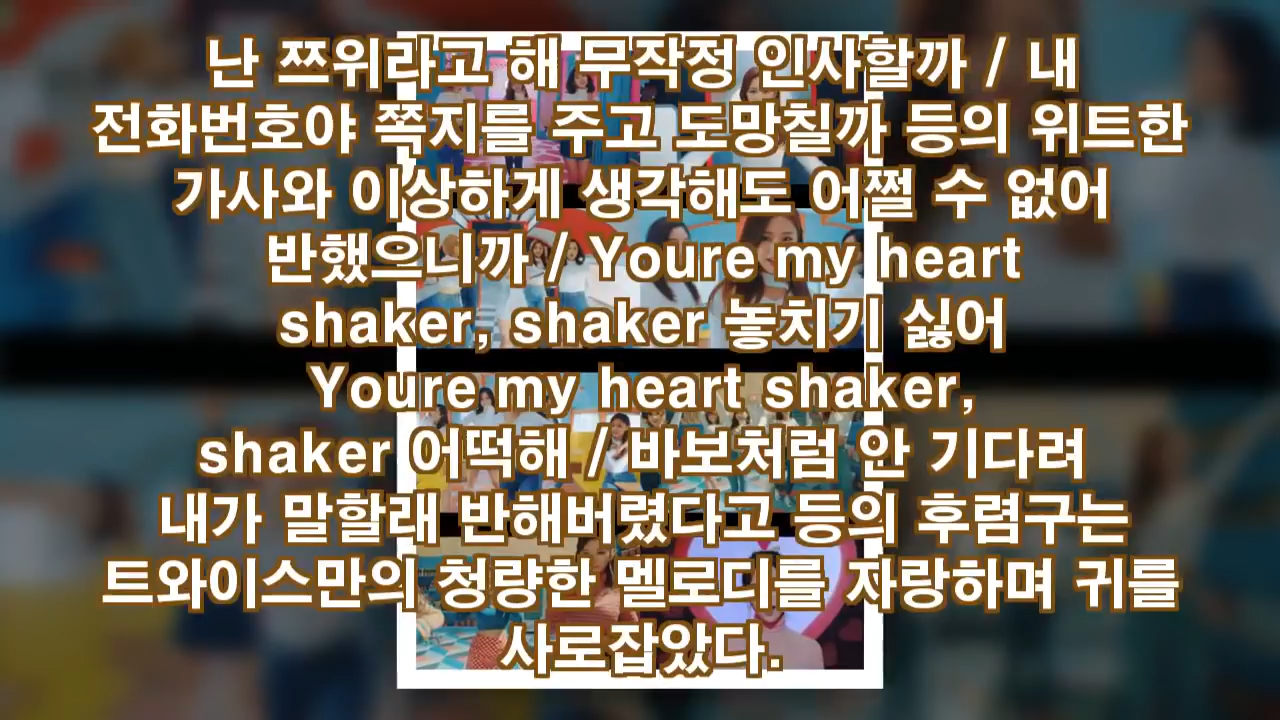 난 쯔위라고 해 무작정 인사할까 / 내
전화번호야 쪽지를 주고 도망칠까 등의 위트한
가사와 이상하게 생각해도 어쩔 수 없어
반했으니까 / Youre my heart
shaker, shaker 놓치기 싫어
Youre my heart shaker,
shaker 어떡해 / 바보처럼 안 기다려
내가 말할래 반해버렸다고 등의 후렴구는
트와이스만의 청량한 멜로디를 자랑하며 귀를
사로잡았다.